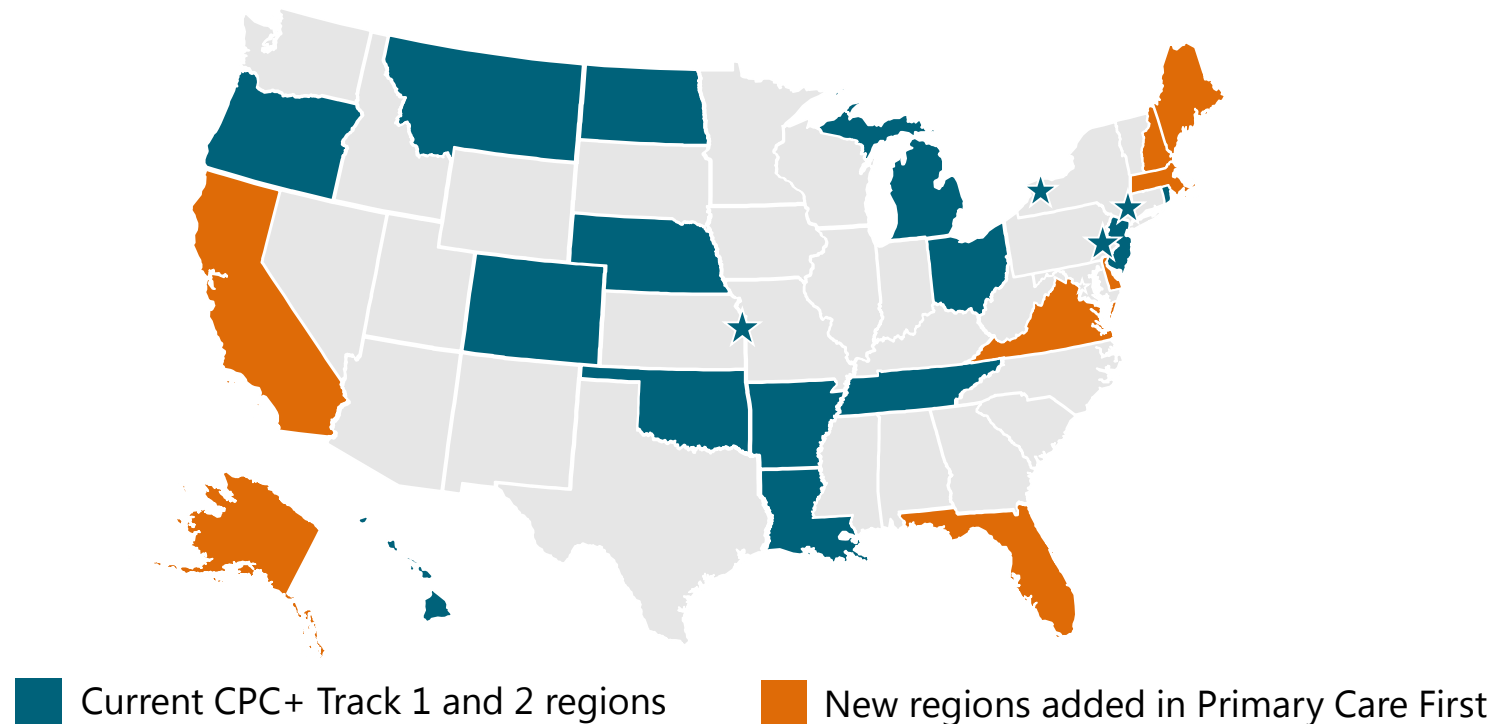 Current CPC+ Track 1 and 2 regions
New regions added in Primary Care First